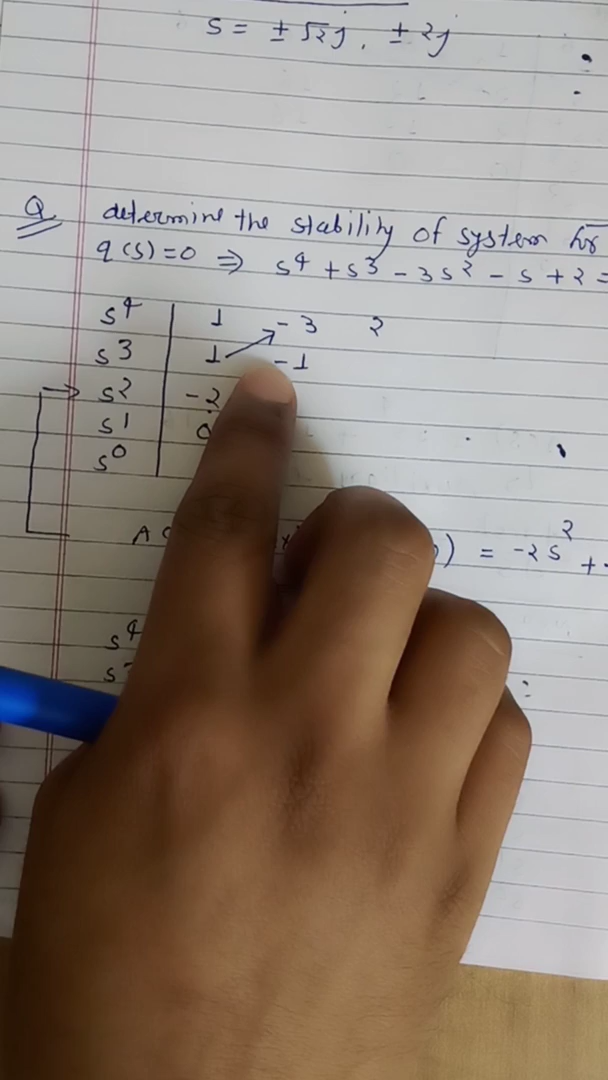 s = ± √2j, ± 2j
Q determine the stability of system for
q(s)=0 ⇒ s⁴ + s³ - 3s² - s + 2 =
s⁴ 1 -3 2
s³ 1 -1
s² -2
s¹ 0
s⁰
A ) = -2s² +
s⁴